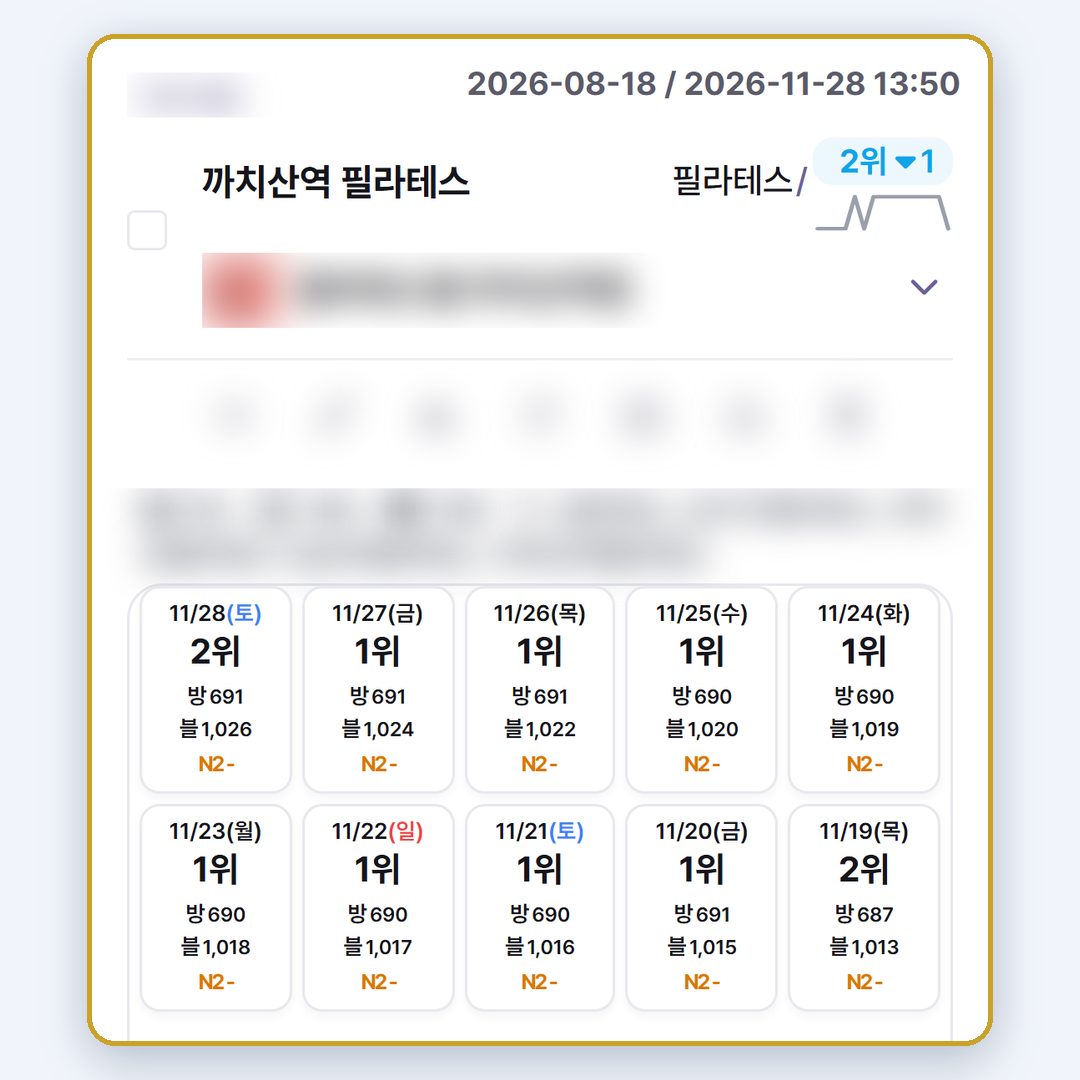 2026-08-18 / 2026-11-28 13:50
까치산역 필라테스
필라테스/
2위 ▼1
11/28(토) 11/27(금) 11/26(목) 11/25(수) 11/24(화)
2위 1위 1위 1위 1위
방691 방691 방691 방690 방690
블1,026 블1,024 블1,022 블1,020 블1,019
N2- N2- N2- N2- N2-
11/23(월) 11/22(일) 11/21(토) 11/20(금) 11/19(목)
1위 1위 1위 1위 2위
방690 방690 방690 방691 방687
블1,018 블1,017 블1,016 블1,015 블1,013
N2- N2- N2- N2- N2-